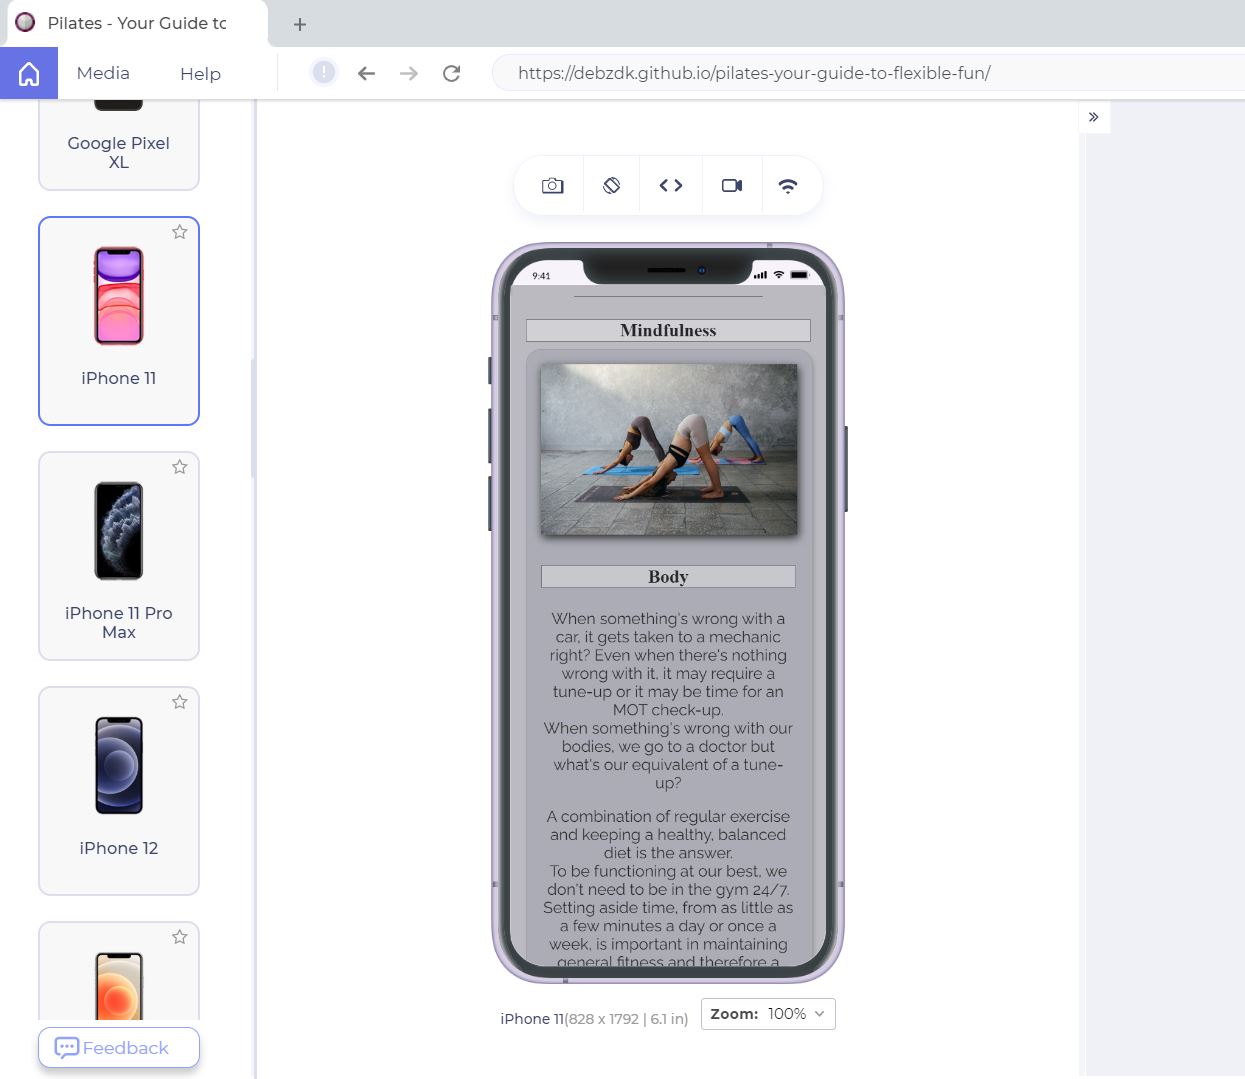 Pilates - Your Guide to
Media
Help
https://debzdk.github.io/pilates-your-guide-to-flexible-fun/
Google Pixel
XL
iPhone 11
iPhone 11 Pro
Max
iPhone 12
Feedback
9:41
Mindfulness
Body
When something's wrong with a
car, it gets taken to a mechanic
right? Even when there's nothing
wrong with it, it may require a
tune-up or it may be time for an
MOT check-up.
When something's wrong with our
bodies, we go to a doctor but
what's our equivalent of a tune-
up?
A combination of regular exercise
and keeping a healthy, balanced
diet is the answer.
To be functioning at our best, we
don't need to be in the gym 24/7.
Setting aside time, from as little as
a few minutes a day or once a
week, is important in maintaining
general fitness and therefore a
iPhone 11(828 x 1792 | 6.1 in)
Zoom: 100%